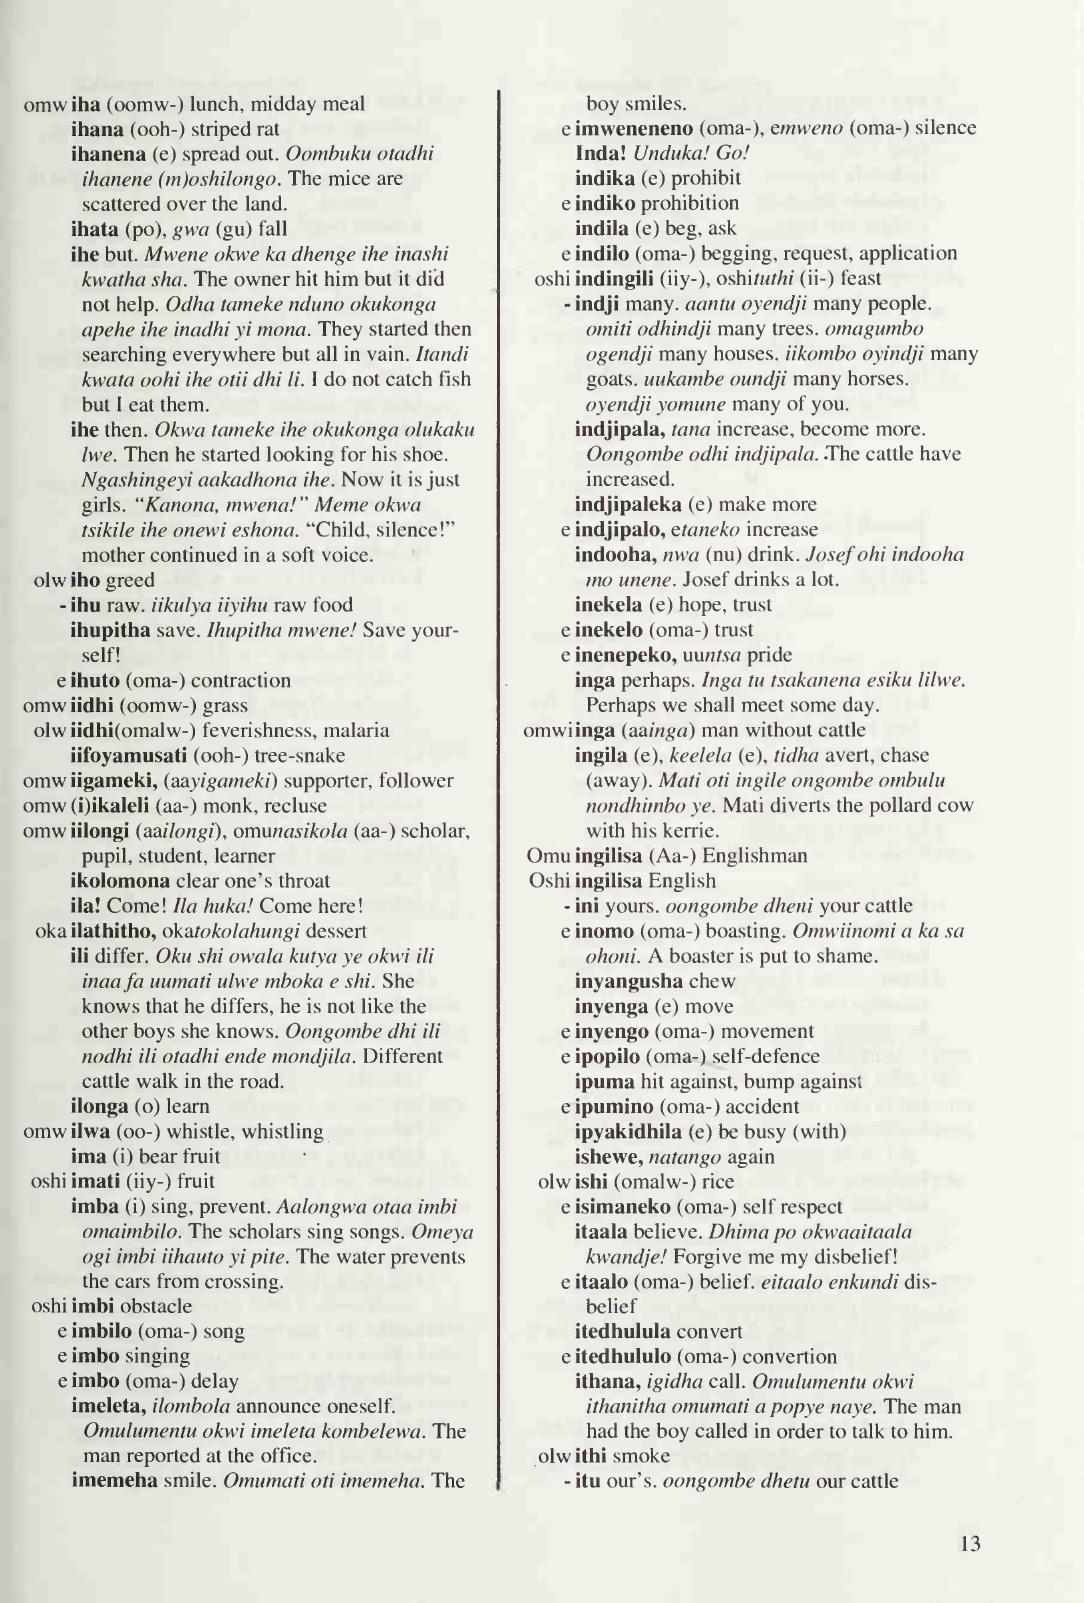 omw iha (oomw-) lunch, midday meal
ihana (ooh-) striped rat
ihanena (e) spread out. Oombuku otadhi
ihanene (m)oshilongo. The mice are
scattered over the land.
ihata (po), gwa (gu) fall
ihe but. Mwene okwe ka dhenge ihe inashi
kwatha sha. The owner hit him but it did
not help. Odha tameke nduno okukonga
apehe ihe inadhi yi mona. They started then
searching everywhere but all in vain. Itandi
kwata oohi ihe otii dhi li. I do not catch fish
but I eat them.
ihe then. Okwa tameke ihe okukonga olukaku
lwe. Then he started looking for his shoe.
Ngashingeyi aakadhona ihe. Now it is just
girls. "Kanona, mwena!" Meme okwa
tsikile ihe onewi eshona. "Child, silence!"
mother continued in a soft voice.
olw iho greed
- ihu raw. iikulya iiyihu raw food
ihupitha save. Ihupitha mwene! Save your-
self!
e ihuto (oma-) contraction
omw iidhi (oomw-) grass
olw iidhi(omalw-) feverishness, malaria
iifoyamusati (ooh-) tree-snake
omw iigameki, (aayigameki) supporter, follower
omw (i)ikaleli (aa-) monk, recluse
omw iilongi (aailongi), omunasikola (aa-) scholar,
pupil, student, learner
ikolomona clear one's throat
ila! Come! Ila huka! Come here!
oka ilathitho, okatokolahungi dessert
ili differ. Oku shi owala kutya ye okwi ili
inaa fa uumati ulwe mboka e shi. She
knows that he differs, he is not like the
other boys she knows. Oongombe dhi ili
nodhi ili otadhi ende mondjila. Different
cattle walk in the road.
ilonga (o) learn
omw ilwa (oo-) whistle, whistling
ima (i) bear fruit
oshi imati (iiy-) fruit
imba (i) sing, prevent. Aalongwa otaa imbi
omaimbilo. The scholars sing songs. Omeya
ogi imbi iihauto yi pite. The water prevents
the cars from crossing.
oshi imbi obstacle
e imbilo (oma-) song
e imbo singing
e imbo (oma-) delay
imeleta, ilombola announce oneself.
Omulumentu okwi imeleta kombelewa. The
man reported at the office.
imemeha smile. Omumati oti imemeha. The
boy smiles.
e imweneneno (oma-), emweno (oma-) silence
Inda! Unduka! Go!
indika (e) prohibit
e indiko prohibition
indila (e) beg, ask
e indilo (oma-) begging, request, application
oshi indingili (iiy-), oshituthi (ii-) feast
- indji many. aantu oyendji many people.
omiti odhindji many trees. omagumbo
ogendji many houses. iikombo oyindji many
goats. uukambe oundji many horses.
oyendji yomune many of you.
indjipala, tana increase, become more.
Oongombe odhi indjipala. The cattle have
increased.
indjipaleka (e) make more
e indjipalo, etaneko increase
indooha, nwa (nu) drink. Josef ohi indooha
mo unene. Josef drinks a lot.
inekela (e) hope, trust
e inekelo (oma-) trust
e inenepeko, uuntsa pride
inga perhaps. Inga tu tsakanena esiku lilwe.
Perhaps we shall meet some day.
omwi inga (aainga) man without cattle
ingila (e), keelela (e), tidha avert, chase
(away). Mati oti ingile ongombe ombulu
nondhimbo ye. Mati diverts the pollard cow
with his kerrie.
Omu ingilisa (Aa-) Englishman
Oshi ingilisa English
- ini yours. oongombe dheni your cattle
e inomo (oma-) boasting. Omwiinomi a ka sa
ohoni. A boaster is put to shame.
inyangusha chew
inyenga (e) move
e inyengo (oma-) movement
e ipopilo (oma-) self-defence
ipuma hit against, bump against
e ipumino (oma-) accident
ipyakidhila (e) be busy (with)
ishewe, natango again
olw ishi (omalw-) rice
e isimaneko (oma-) self respect
itaala believe. Dhima po okwaaitaala
kwandje! Forgive me my disbelief!
e itaalo (oma-) belief. eitaalo enkundi dis-
belief
itedhulula convert
e itedhululo (oma-) convertion
ithana, igidha call. Omulumentu okwi
ithanitha omumati a popye naye. The man
had the boy called in order to talk to him.
olw ithi smoke
- itu our's. oongombe dhetu our cattle
13